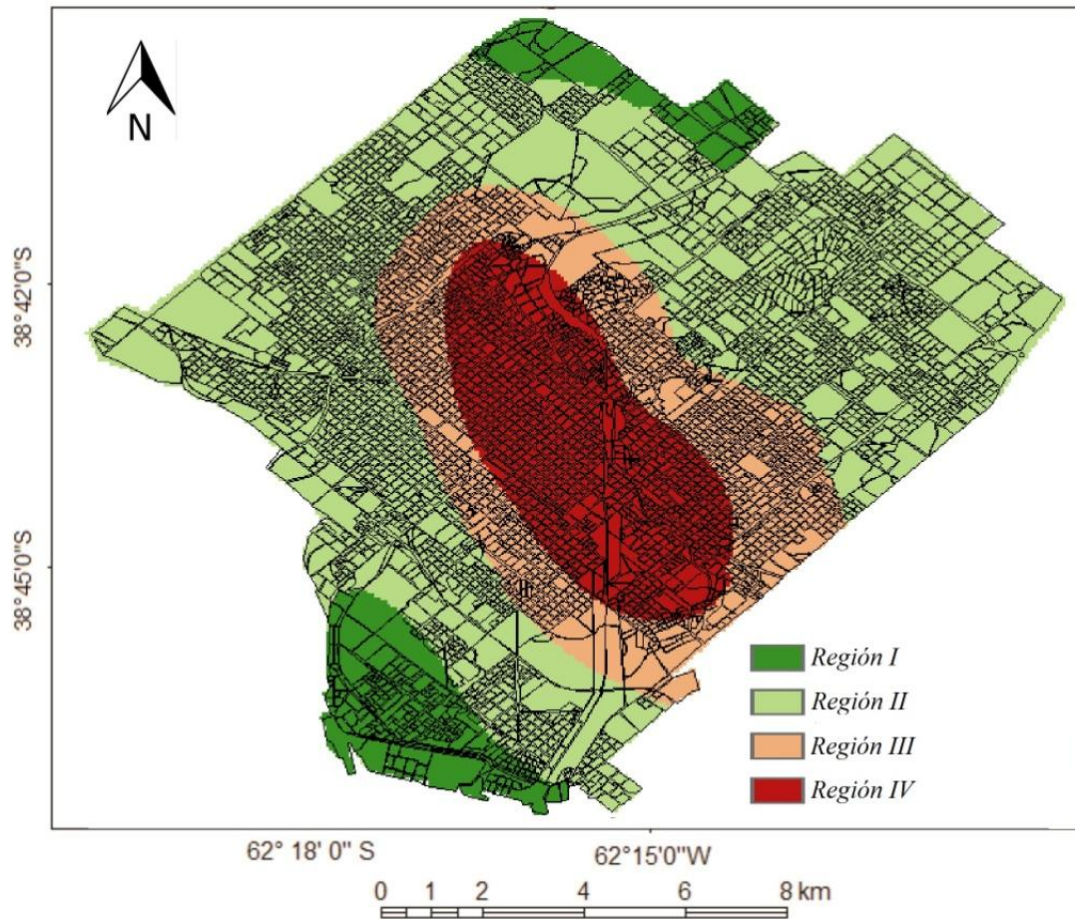 N
38°42'0"S
38°45'0"S
Región I
Región II
Región III
Región IV
62° 18' 0" S
62°15'0"W
0 1 2 4 6 8 km